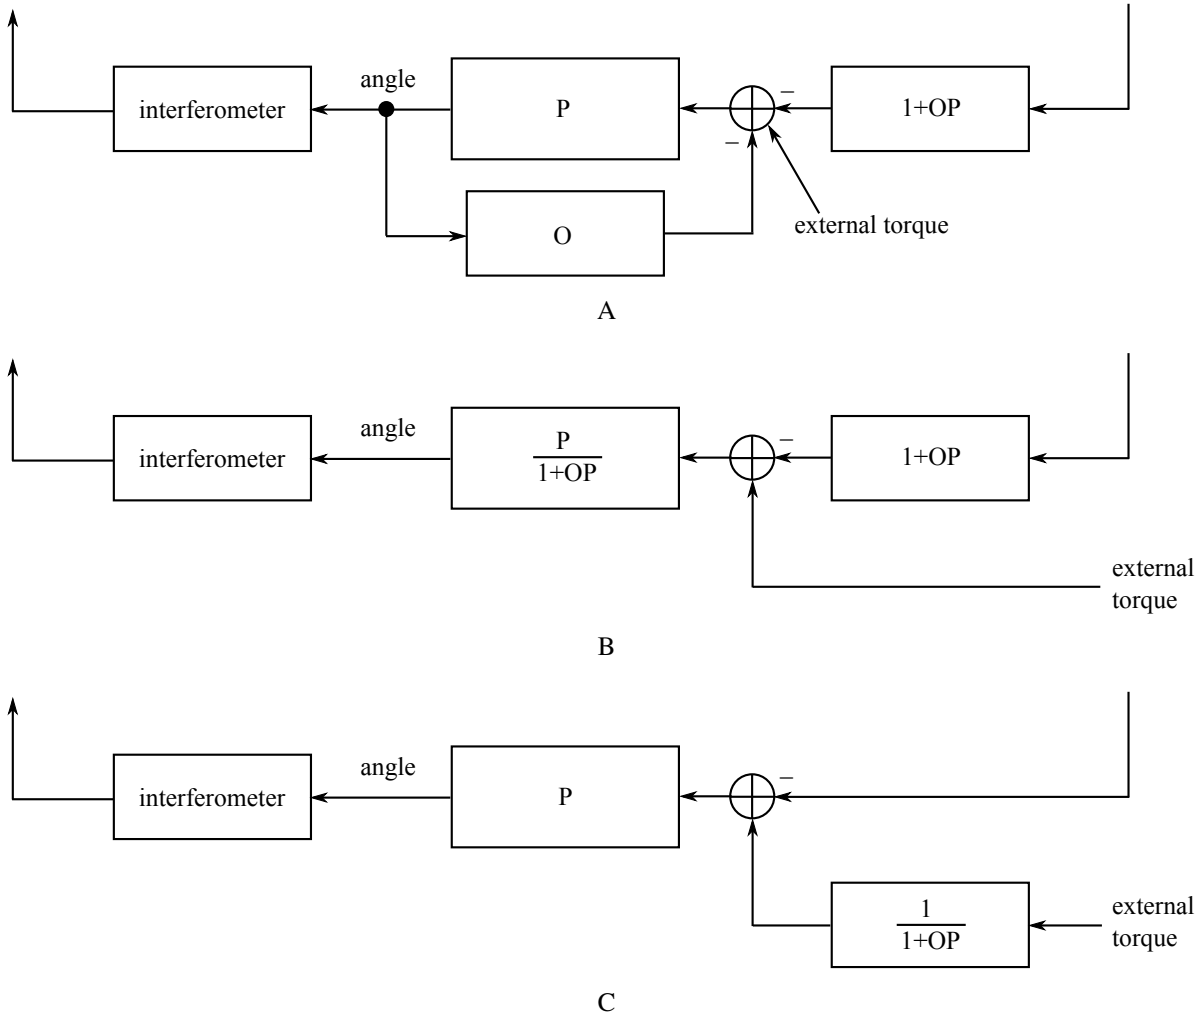 angle
interferometer
P
–
1+OP
–
O
external torque
A
angle
interferometer
P
1+OP
–
1+OP
external
torque
B
angle
interferometer
P
–
1
1+OP
external
torque
C